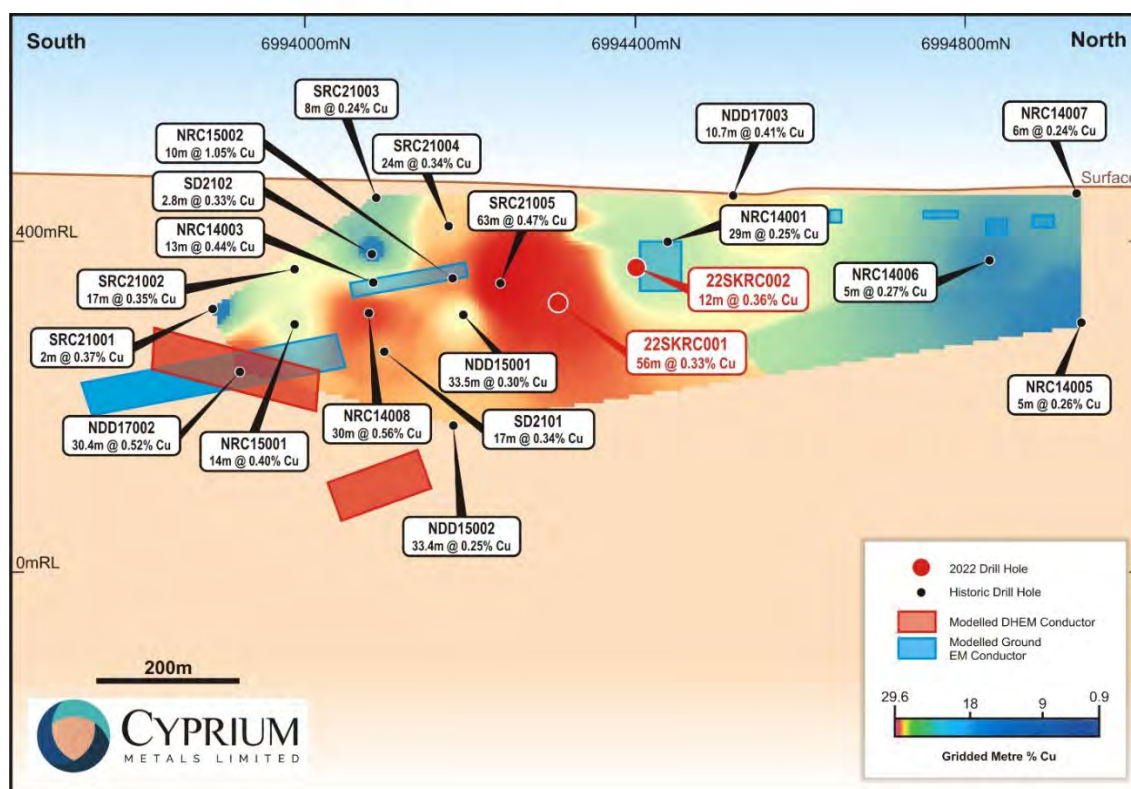 South
6994000mN
6994400mN
6994800mN
North
SRC21003
8m @ 0.24% Cu
NRC15002
10m @ 1.05% Cu
SRC21004
24m @ 0.34% Cu
NDD17003
10.7m @ 0.41% Cu
NRC14007
6m @ 0.24% Cu
SD2102
2.8m @ 0.33% Cu
SRC21005
63m @ 0.47% Cu
Surface
NRC14003
13m @ 0.44% Cu
NRC14001
29m @ 0.25% Cu
400mRL
SRC21002
17m @ 0.35% Cu
22SKRC002
12m @ 0.36% Cu
NRC14006
5m @ 0.27% Cu
SRC21001
2m @ 0.37% Cu
22SKRC001
56m @ 0.33% Cu
NDD15001
33.5m @ 0.30% Cu
NRC14005
5m @ 0.26% Cu
NDD17002
30.4m @ 0.52% Cu
NRC15001
14m @ 0.40% Cu
NRC14008
30m @ 0.56% Cu
SD2101
17m @ 0.34% Cu
NDD15002
33.4m @ 0.25% Cu
0mRL
200m
CYPRIUM
METALS LIMITED
2022 Drill Hole
Historic Drill Hole
Modelled DHEM Conductor
Modelled Ground
EM Conductor
29.6
18
9
0.9
Gridded Metre % Cu